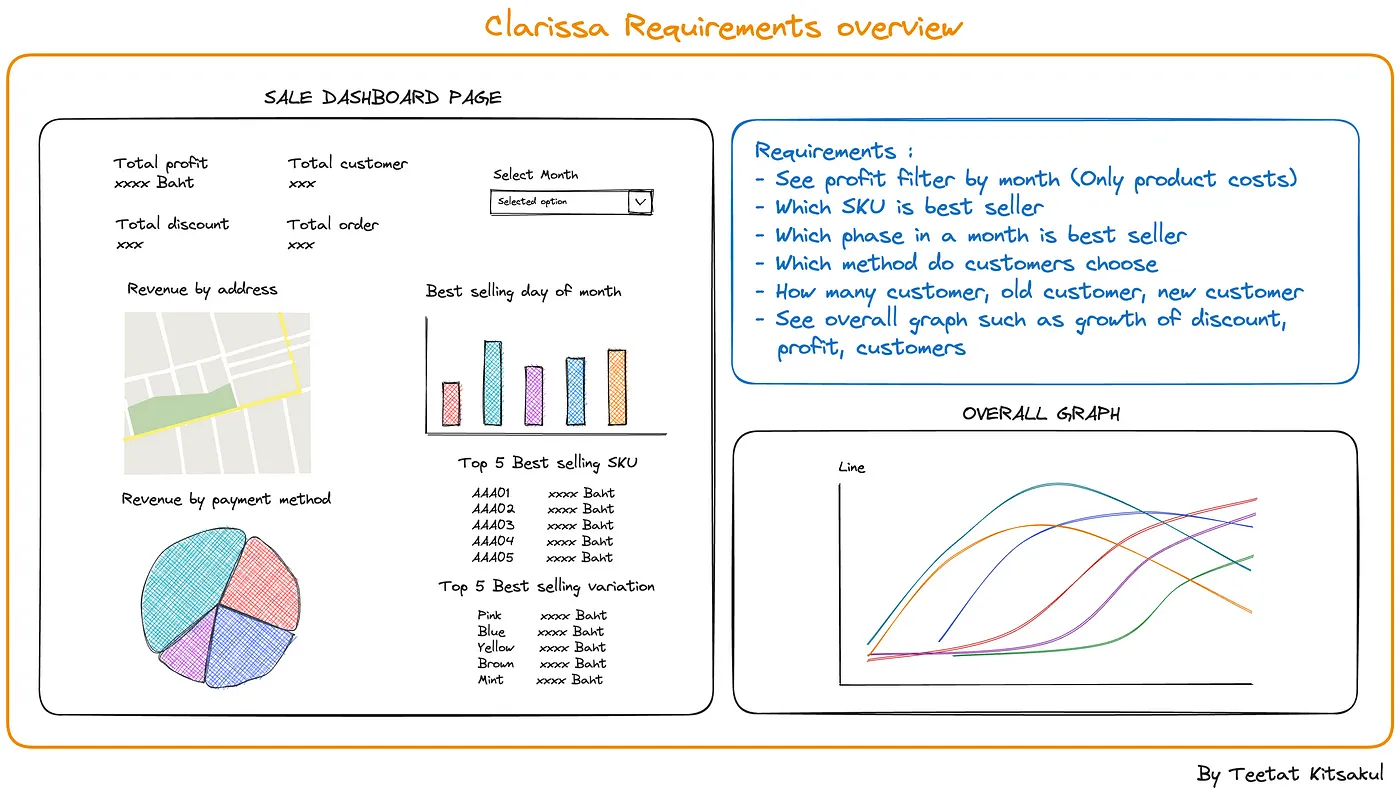 Clarissa Requirements overview
SALE DASHBOARD PAGE
Total profit
xxxx Baht
Total customer
xxx
Select Month
Selected option
Total discount
xxx
Total order
xxx
Revenue by address
Best selling day of month
Top 5 Best selling SKU
AAA01 xxxx Baht
AAA02 xxxx Baht
AAA03 xxxx Baht
AAA04 xxxx Baht
AAA05 xxxx Baht
Revenue by payment method
Top 5 Best selling variation
Pink xxxx Baht
Blue xxxx Baht
Yellow xxxx Baht
Brown xxxx Baht
Mint xxxx Baht
Requirements :
- See profit filter by month (Only product costs)
- Which SKU is best seller
- Which phase in a month is best seller
- Which method do customers choose
- How many customer, old customer, new customer
- See overall graph such as growth of discount,
profit, customers
OVERALL GRAPH
Line
By Teetat Kitsakul